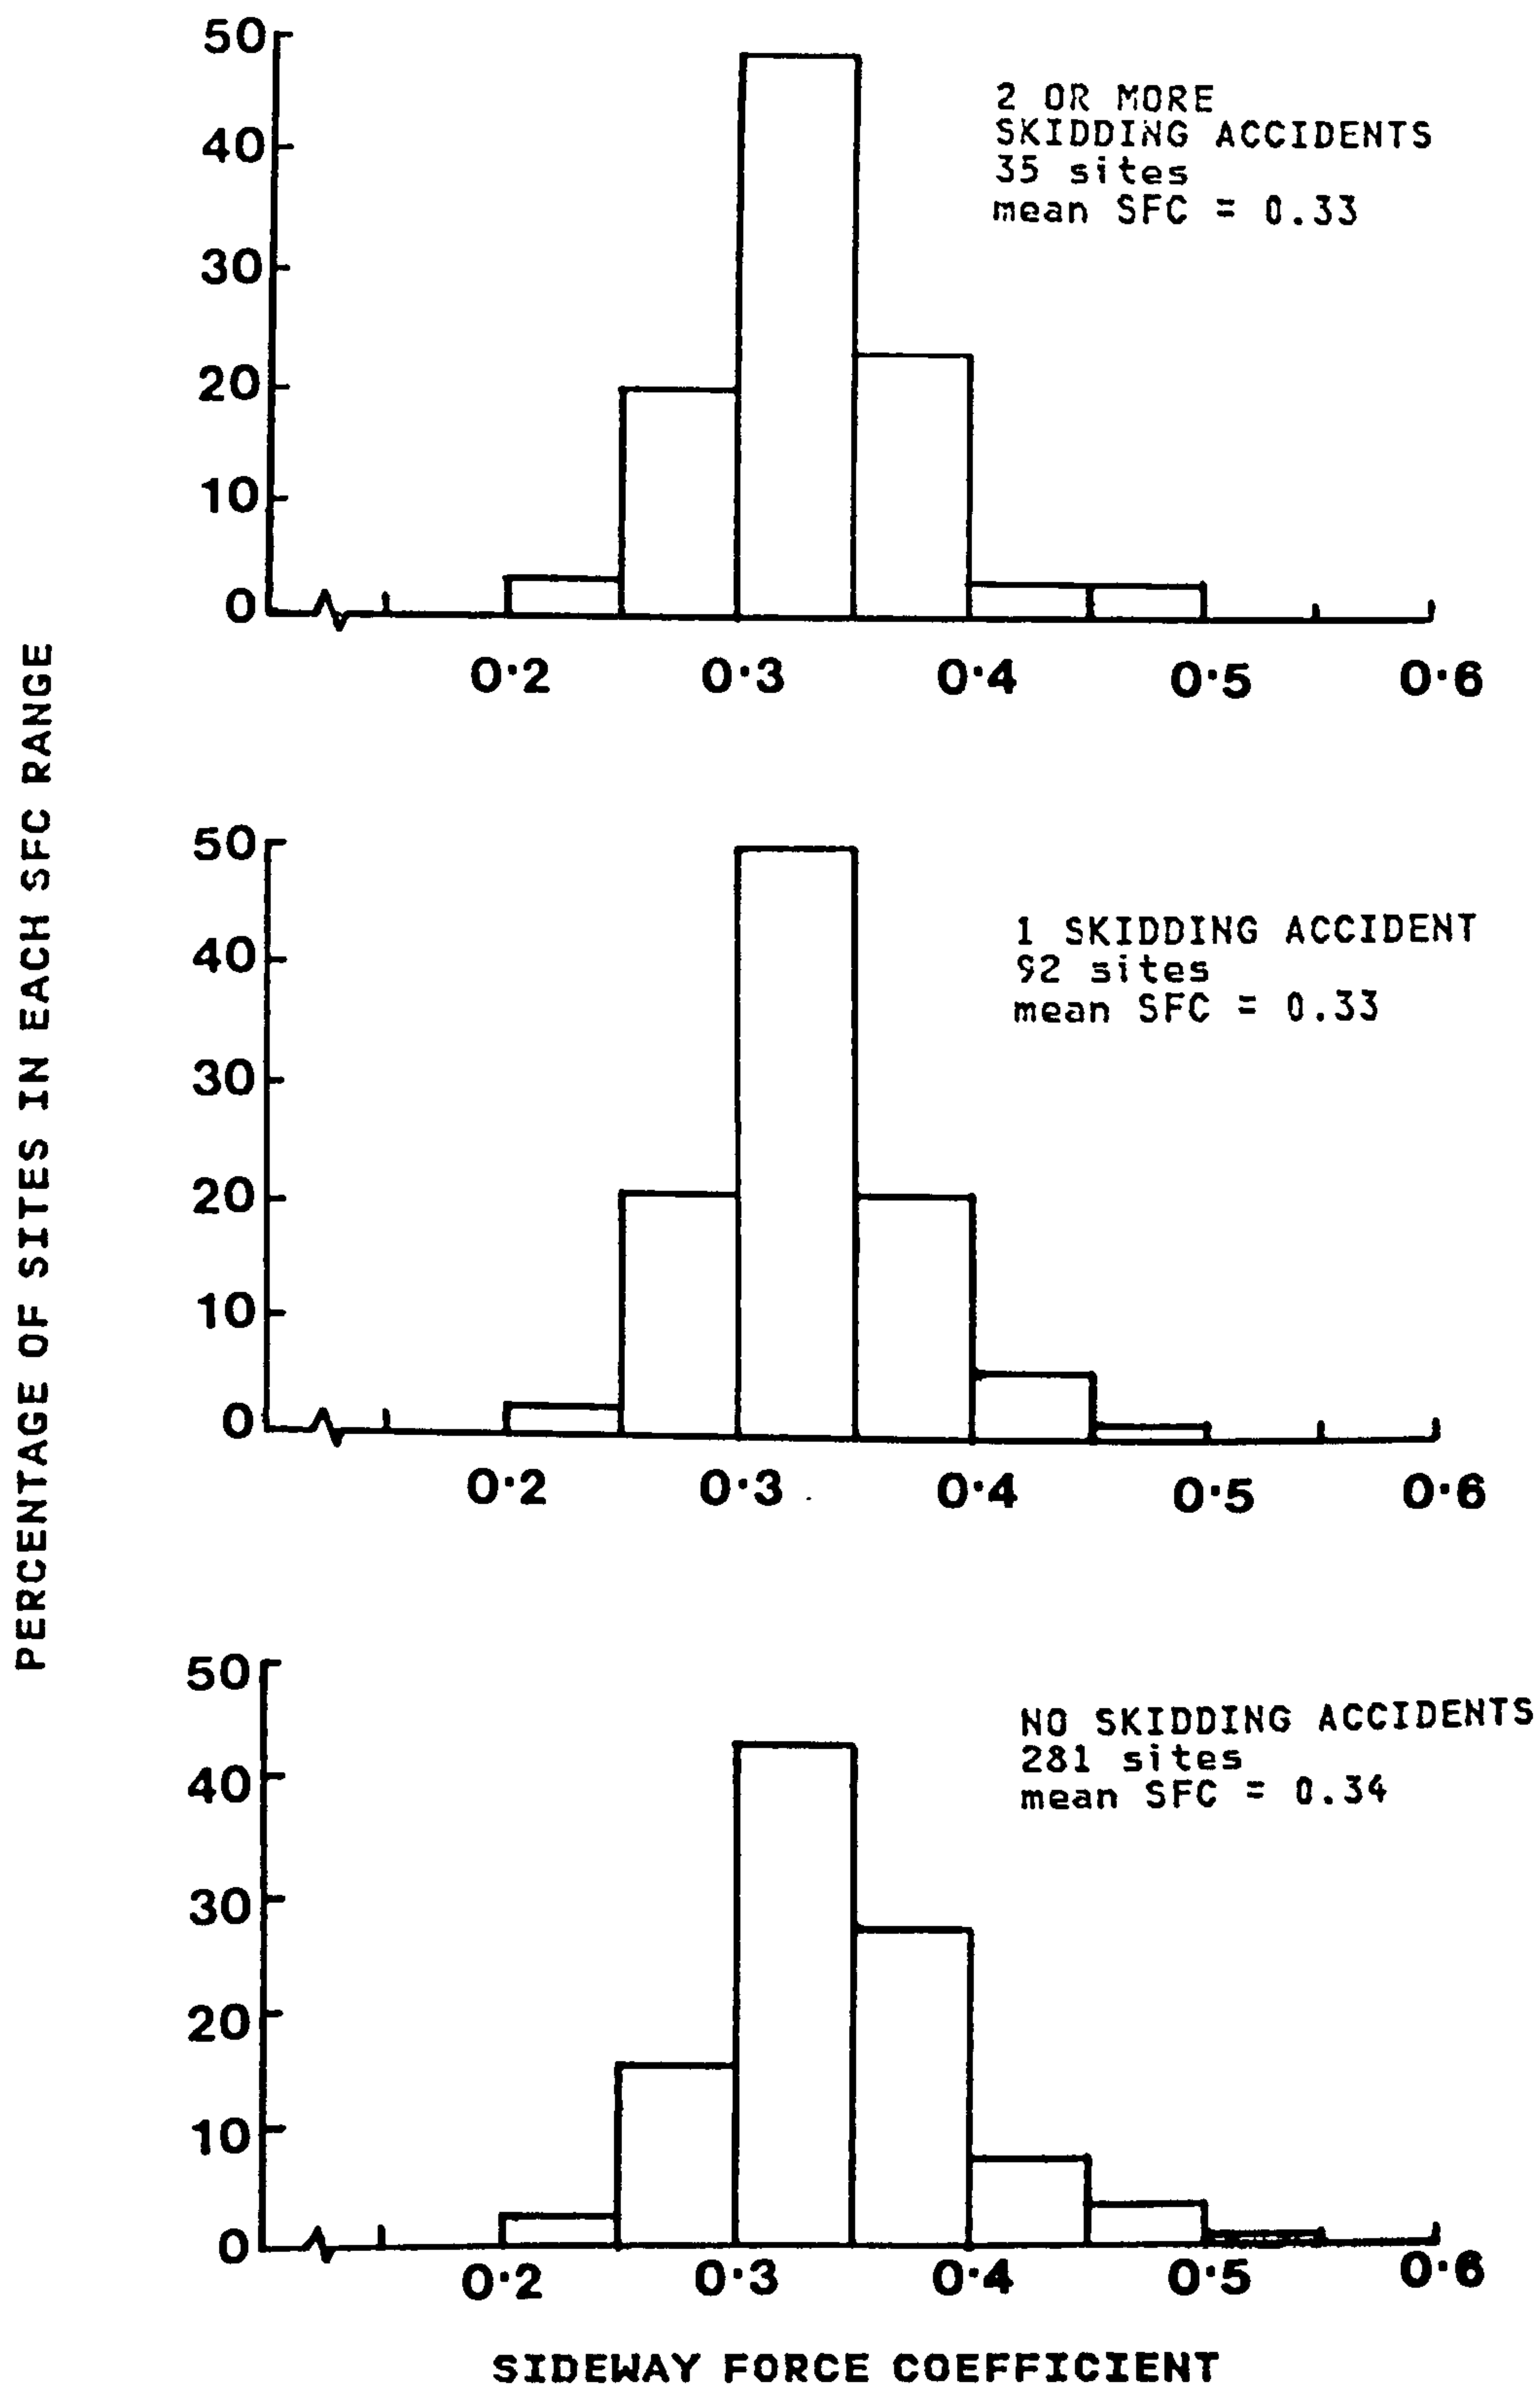 50
40
30
20
10
0
2 OR MORE
SKIDDING ACCIDENTS
35 sites
mean SFC = 0.33
0·2 0·3 0·4 0·5 0·6
PERCENTAGE OF SITES IN EACH SFC RANGE
50
40
30
20
10
0
1 SKIDDING ACCIDENT
92 sites
mean SFC = 0.33
0·2 0·3 0·4 0·5 0·6
50
40
30
20
10
0
NO SKIDDING ACCIDENTS
281 sites
mean SFC = 0.34
0·2 0·3 0·4 0·5 0·6
SIDEWAY FORCE COEFFICIENT